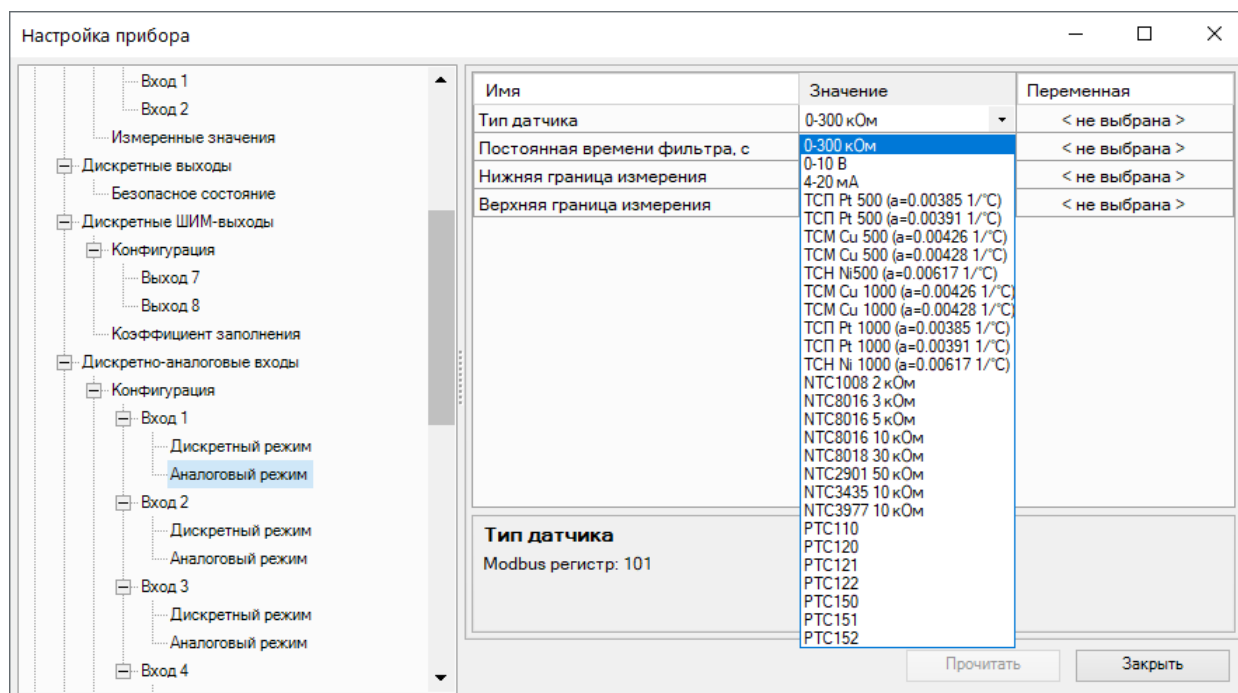 Настройка прибора
Вход 1
Вход 2
Измеренные значения
Дискретные выходы
Безопасное состояние
Дискретные ШИМ-выходы
Конфигурация
Выход 7
Выход 8
Коэффициент заполнения
Дискретно-аналоговые входы
Конфигурация
Вход 1
Дискретный режим
Аналоговый режим
Вход 2
Дискретный режим
Аналоговый режим
Вход 3
Дискретный режим
Аналоговый режим
Вход 4
Имя Значение Переменная
Тип датчика 0-300 кОм < не выбрана >
Постоянная времени фильтра, с < не выбрана >
Нижняя граница измерения < не выбрана >
Верхняя граница измерения < не выбрана >
0-300 кОм
0-10 В
4-20 мА
ТСП Pt 500 (a=0.00385 1/°C)
ТСП Pt 500 (a=0.00391 1/°C)
ТСМ Cu 500 (a=0.00426 1/°C)
ТСМ Cu 500 (a=0.00428 1/°C)
ТСН Ni500 (a=0.00617 1/°C)
ТСМ Cu 1000 (a=0.00426 1/°C)
ТСМ Cu 1000 (a=0.00428 1/°C)
ТСП Pt 1000 (a=0.00385 1/°C)
ТСП Pt 1000 (a=0.00391 1/°C)
ТСН Ni 1000 (a=0.00617 1/°C)
NTC1008 2 кОм
NTC8016 3 кОм
NTC8016 5 кОм
NTC8016 10 кОм
NTC8018 30 кОм
NTC2901 50 кОм
NTC3435 10 кОм
NTC3977 10 кОм
PTC110
PTC120
PTC121
PTC122
PTC150
PTC151
PTC152
Тип датчика
Modbus регистр: 101
Прочитать
Закрыть